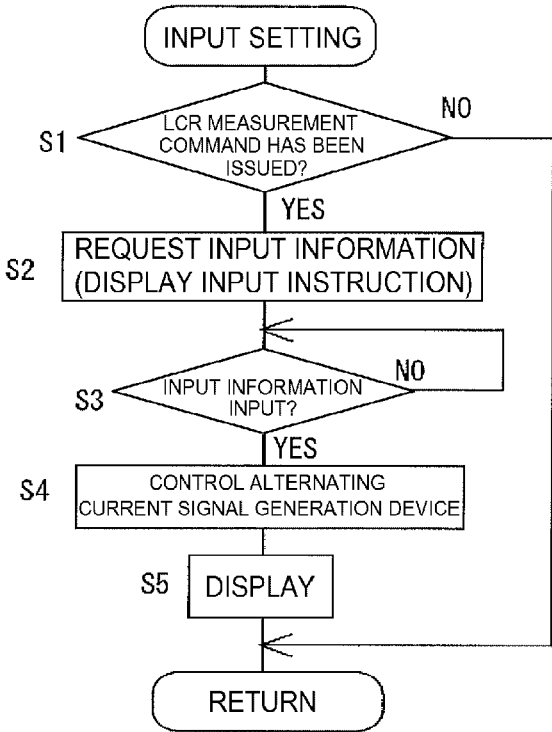 INPUT SETTING
NO
S1
LCR MEASUREMENT
COMMAND HAS BEEN
ISSUED?
YES
S2
REQUEST INPUT INFORMATION
(DISPLAY INPUT INSTRUCTION)
NO
S3
INPUT INFORMATION
INPUT?
YES
S4
CONTROL ALTERNATING
CURRENT SIGNAL GENERATION DEVICE
S5
DISPLAY
RETURN